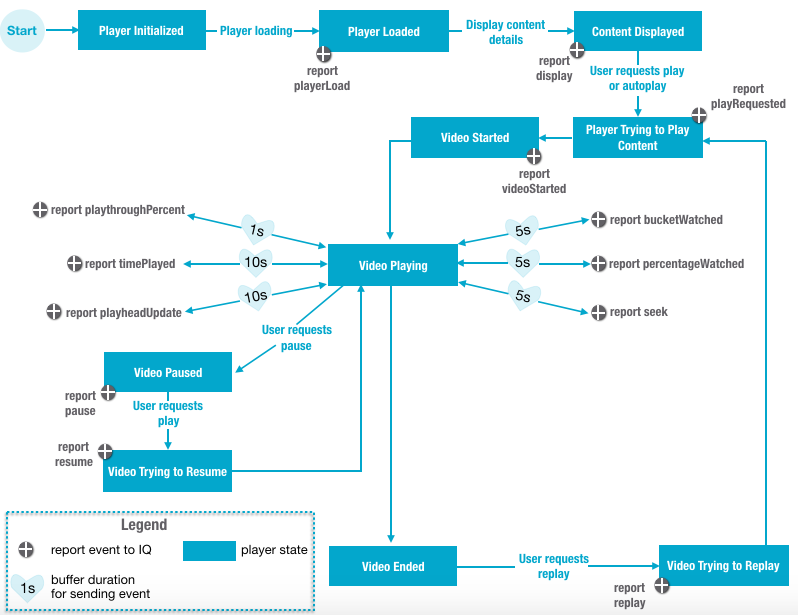 Start
Player Initialized
Player loading
Player Loaded
Display content
details
Content Displayed
report
playerLoad
report
display
User requests play
or autoplay
report
playRequested
Video Started
Player Trying to Play
Content
report
videoStarted
report playthroughPercent
1s
5s
report bucketWatched
report timePlayed
10s
Video Playing
5s
report percentageWatched
report playheadUpdate
10s
5s
report seek
User requests
pause
Video Paused
report
pause
User requests
play
report
resume
Video Trying to Resume
Legend
report event to IQ
player state
1s
buffer duration
for sending event
Video Ended
User requests
replay
Video Trying to Replay
report
replay